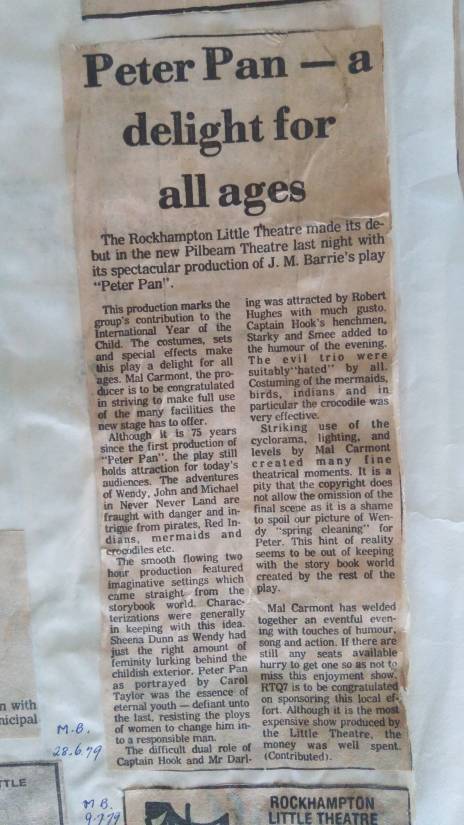 Peter Pan — a
delight for
all ages
The Rockhampton Little Theatre made its de-
but in the new Pilbeam Theatre last night with
its spectacular production of J. M. Barrie's play
"Peter Pan".
This production marks the
group's contribution to the
International Year of the
Child. The costumes, sets
and special effects make
this play a delight for all
ages. Mal Carmont, the pro-
ducer is to be congratulated
in striving to make full use
of the many facilities the
new stage has to offer.
Although it is 75 years
since the first production of
"Peter Pan". the play still
holds attraction for today's
audiences. The adventures
of Wendy, John and Michael
in Never Never Land are
fraught with danger and in-
trigue from pirates, Red In-
dians, mermaids and
crocodiles etc.
The smooth flowing two
hour production featured
imaginative settings which
came straight from the
storybook world. Charac-
terizations were generally
in keeping with this idea.
Sheena Dunn as Wendy had
just the right amount of
feminity lurking behind the
childish exterior. Peter Pan
as portrayed by Carol
Taylor was the essence of
eternal youth — defiant unto
the last, resisting the ploys
of women to change him in-
to a responsible man.
The difficult dual role of
Captain Hook and Mr Darl-
ing was attracted by Robert
Hughes with much gusto.
Captain Hook's henchmen,
Starky and Smee added to
the humour of the evening.
The evil trio were
suitably "hated" by all.
Costuming of the mermaids,
birds, indians and in
particular the crocodile was
very effective.
Striking use of the
cyclorama, lighting, and
levels by Mal Carmont
created many fine
theatrical moments. It is a
pity that the copyright does
not allow the omission of the
final scene as it is a shame
to spoil our picture of Wen-
dy "spring cleaning" for
Peter. This hint of reality
seems to be out of keeping
with the story book world
created by the rest of the
play.
Mal Carmont has welded
together an eventful even-
ing with touches of humour,
song and action. If there are
still any seats available
hurry to get one so as not to
miss this enjoyment show.
RTQ7 is to be congratulated
on sponsoring this local ef-
fort. Although it is the most
expensive show produced by
the Little Theatre, the
money was well spent.
(Contributed).
n with
nicipal
M.B.
28.6.79
TTLE
M B.
9.7.79
ROCKHAMPTON
LITTLE THEATRE